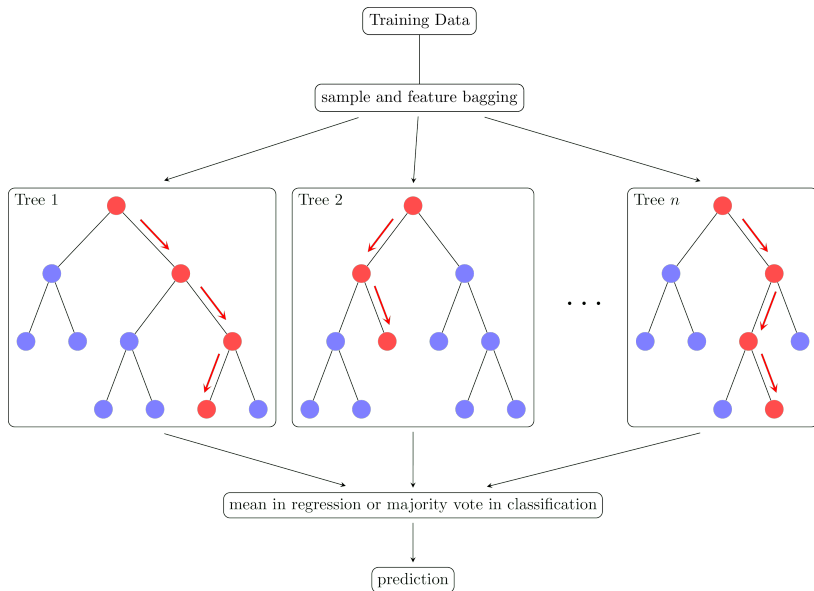 Training Data
sample and feature bagging
Tree 1
Tree 2
Tree n
...
mean in regression or majority vote in classification
prediction